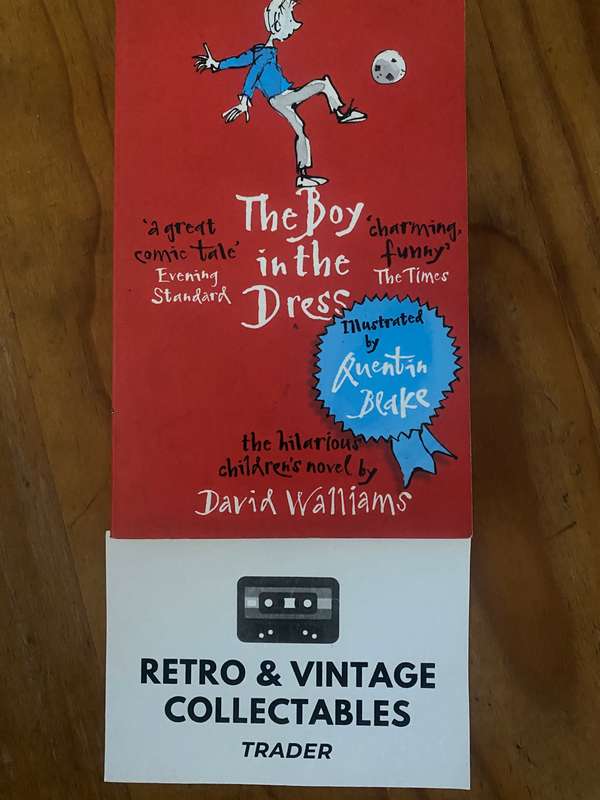 'a great
comic tale'
Evening
Standard
The Boy
in the
Dress
'charming,
funny'
The Times
Illustrated
by
Quentin
Blake
the hilarious
children's novel by
David Walliams
RETRO & VINTAGE
COLLECTABLES
TRADER